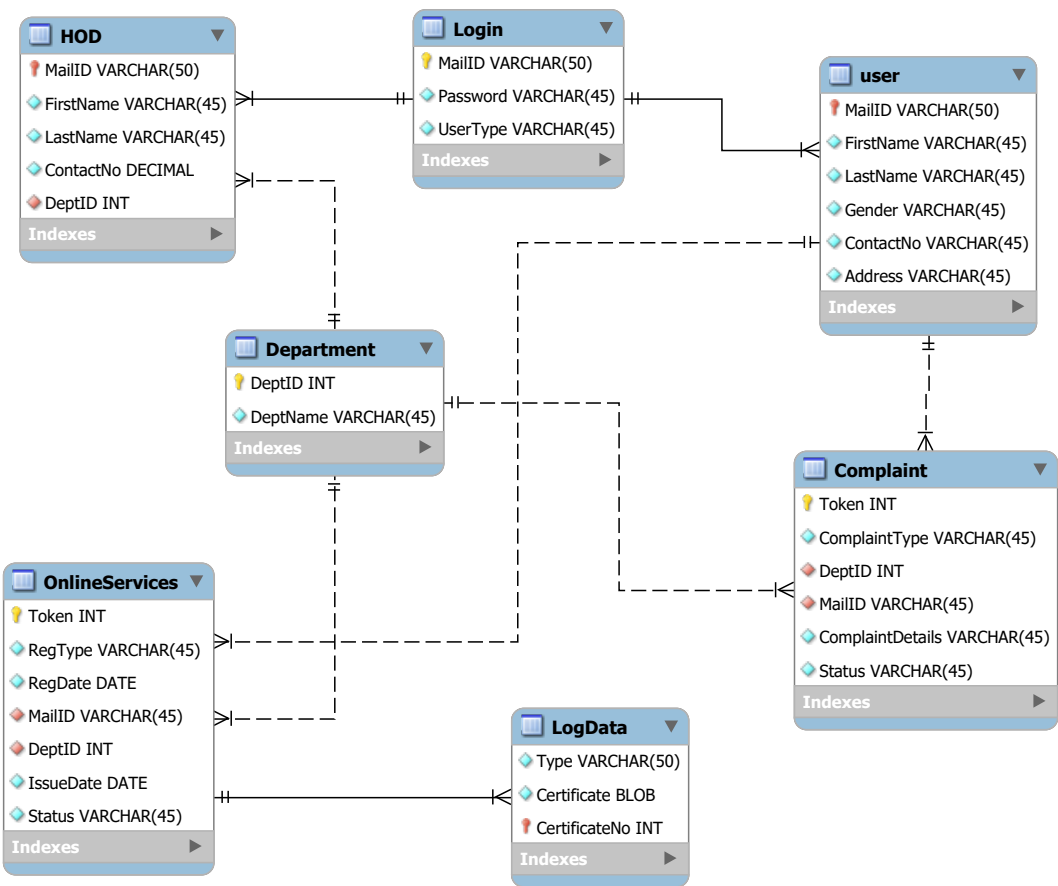 HOD
MailID VARCHAR(50)
FirstName VARCHAR(45)
LastName VARCHAR(45)
ContactNo DECIMAL
DeptID INT
Indexes
Login
MailID VARCHAR(50)
Password VARCHAR(45)
UserType VARCHAR(45)
Indexes
user
MailID VARCHAR(50)
FirstName VARCHAR(45)
LastName VARCHAR(45)
Gender VARCHAR(45)
ContactNo VARCHAR(45)
Address VARCHAR(45)
Indexes
Department
DeptID INT
DeptName VARCHAR(45)
Indexes
Complaint
Token INT
ComplaintType VARCHAR(45)
DeptID INT
MailID VARCHAR(45)
ComplaintDetails VARCHAR(45)
Status VARCHAR(45)
Indexes
OnlineServices
Token INT
RegType VARCHAR(45)
RegDate DATE
MailID VARCHAR(45)
DeptID INT
IssueDate DATE
Status VARCHAR(45)
Indexes
LogData
Type VARCHAR(50)
Certificate BLOB
CertificateNo INT
Indexes